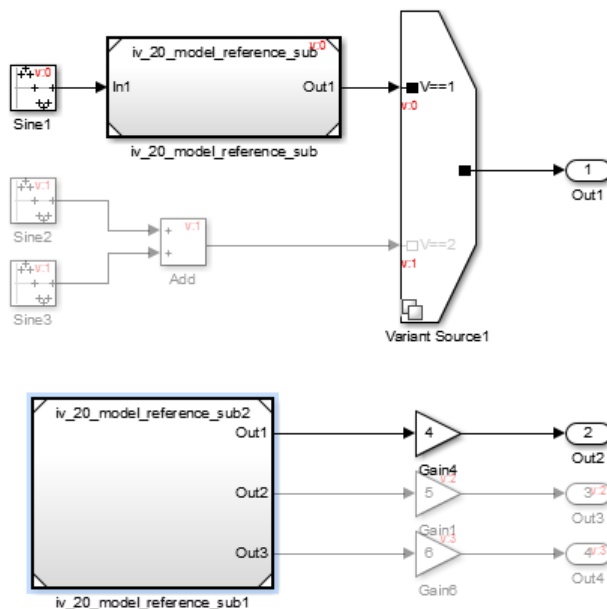 iv_20_model_reference_sub
v:0
v:0
In1
Out1
V==1
v:0
Sine1
iv_20_model_reference_sub
1
Out1
v:1
v:1
Sine2
V==2
v:1
v:1
Add
Sine3
Variant Source1
iv_20_model_reference_sub2
Out1
4
2
Gain4
Out2
v:2
Out2
5
3
v:2
Gain1
Out3
v:3
Out3
6
4
v:3
Gain6
Out4
iv_20_model_reference_sub1